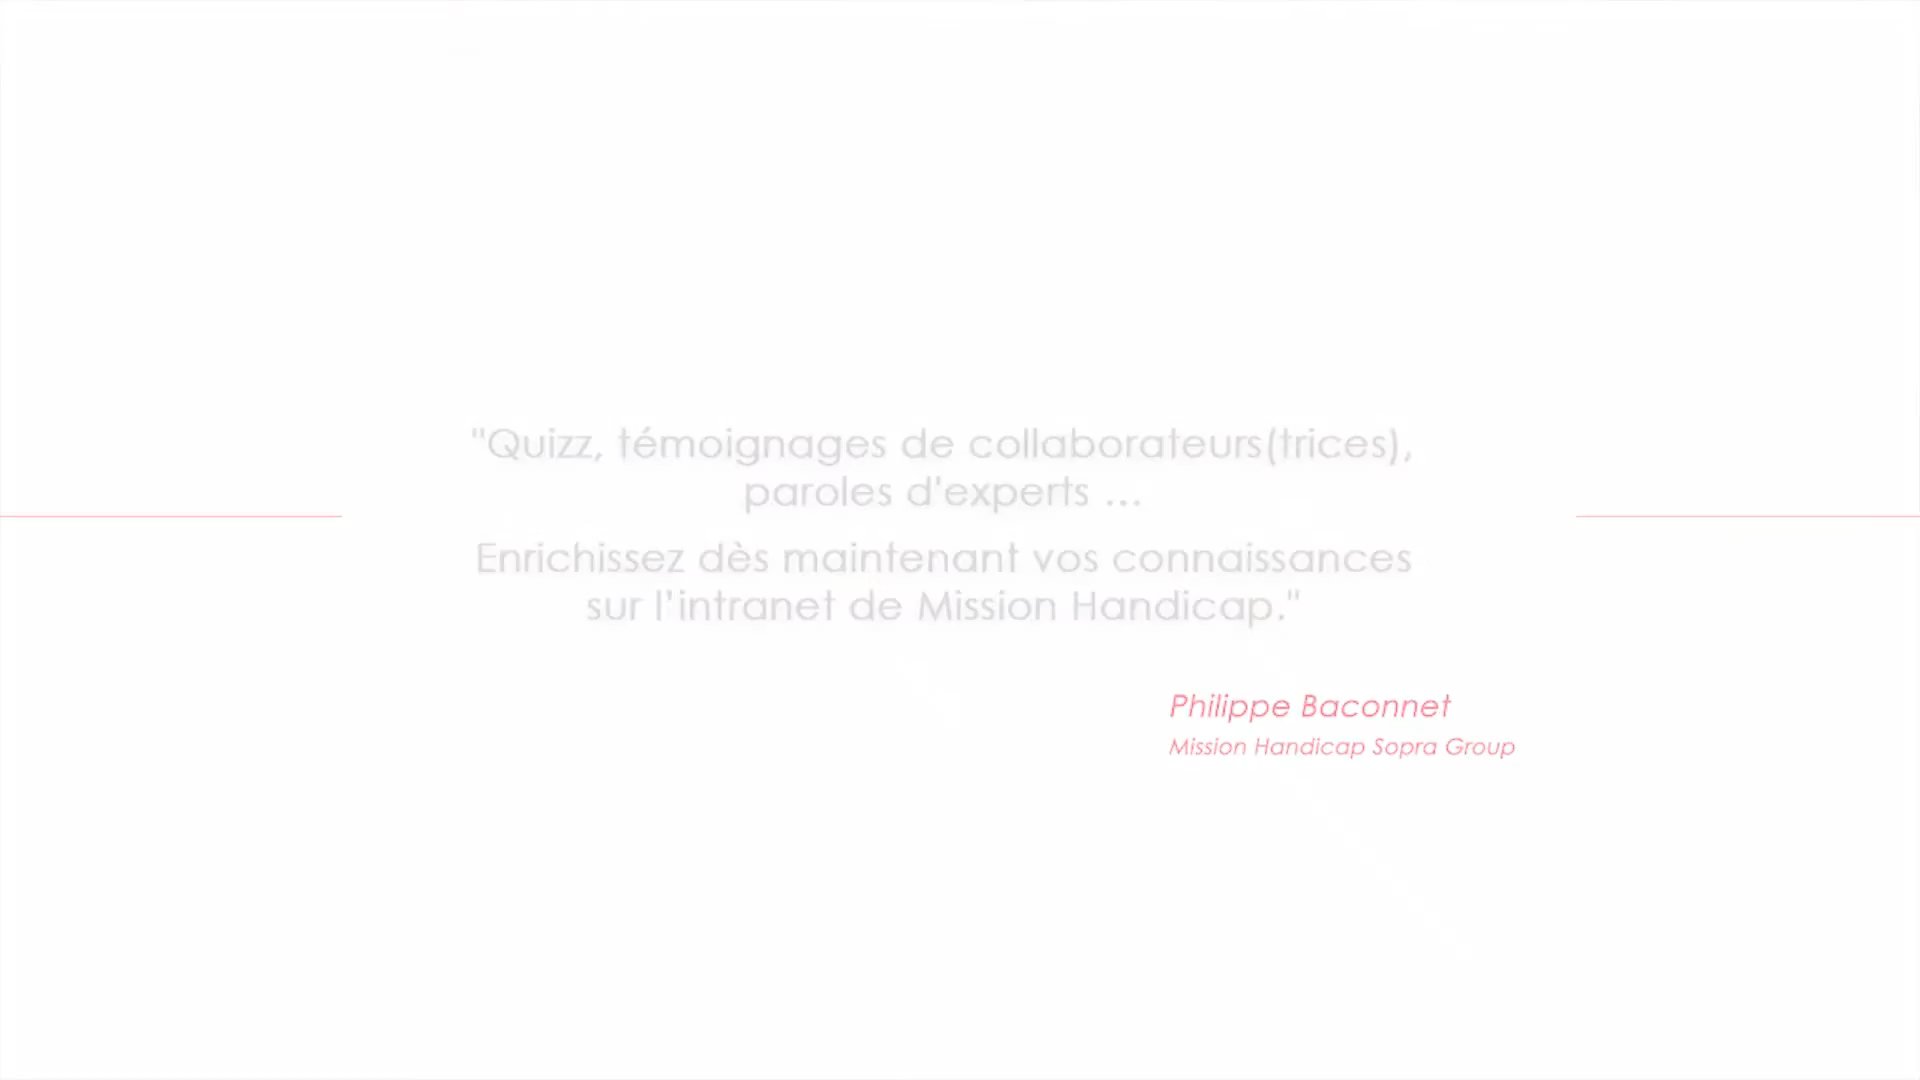 "Quizz, témoignages de collaborateurs(trices),
paroles d'experts ...
Enrichissez dès maintenant vos connaissances
sur l'intranet de Mission Handicap."
Philippe Baconnet
Mission Handicap Sopra Group